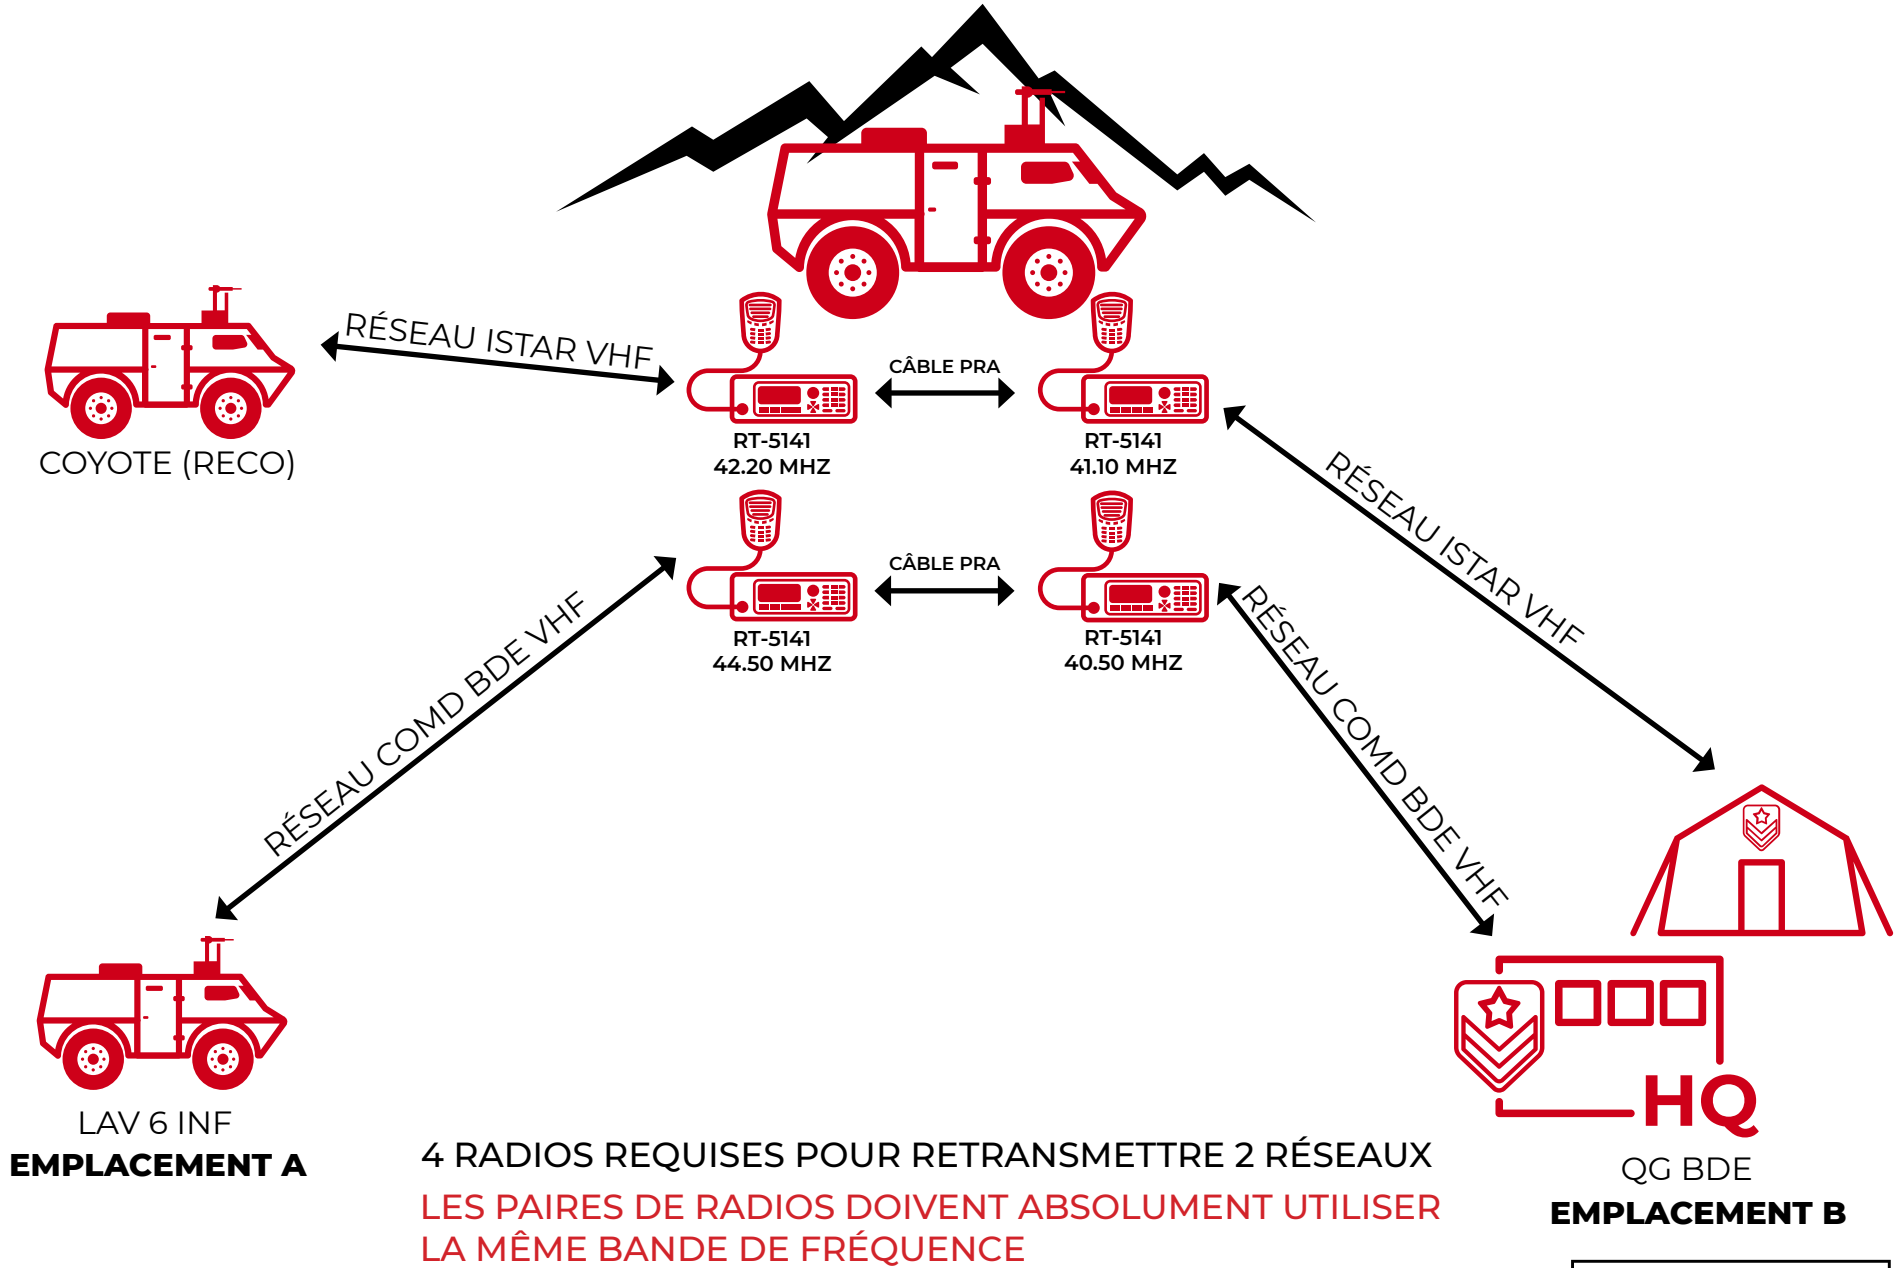 RÉSEAU ISTAR VHF
COYOTE (RECO)
CÂBLE PRA
RT-5141
42.20 MHZ
RT-5141
41.10 MHZ
RÉSEAU ISTAR VHF
CÂBLE PRA
RT-5141
44.50 MHZ
RT-5141
40.50 MHZ
RÉSEAU COMD BDE VHF
RÉSEAU COMD BDE VHF
LAV 6 INF
EMPLACEMENT A
HQ
QG BDE
EMPLACEMENT B
4 RADIOS REQUISES POUR RETRANSMETTRE 2 RÉSEAUX
LES PAIRES DE RADIOS DOIVENT ABSOLUMENT UTILISER
LA MÊME BANDE DE FRÉQUENCE